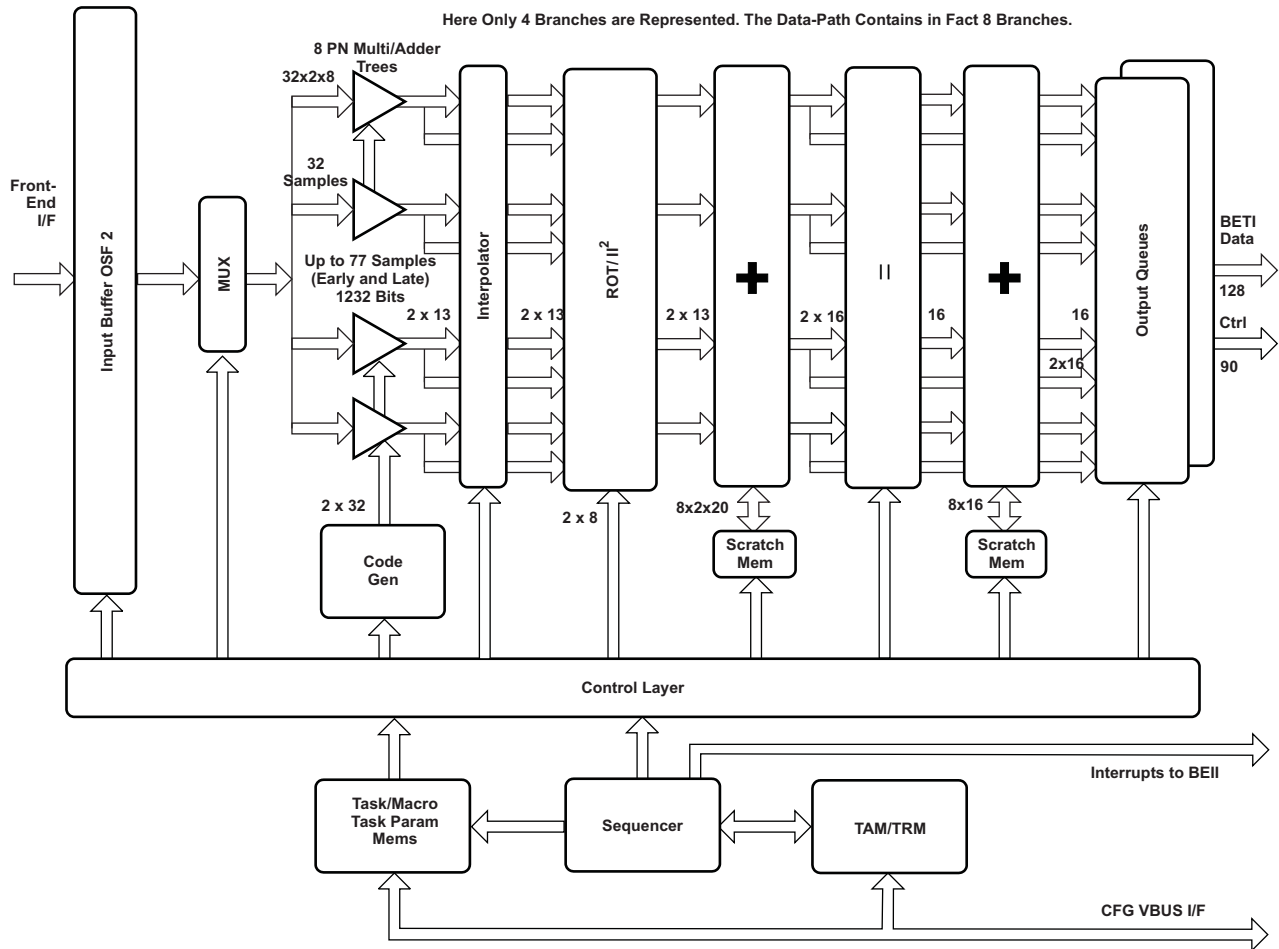 Here Only 4 Branches are Represented. The Data-Path Contains in Fact 8 Branches.
8 PN Multi/Adder
Trees
32x2x8
32
Samples
Front-
End
I/F
Input Buffer OSF 2
MUX
Up to 77 Samples
(Early and Late)
1232 Bits
2 x 13
Interpolator
2 x 13
ROT/ II²
2 x 13
+
2 x 16
II
16
+
16
2x16
Output Queues
BETI
Data
128
Ctrl
90
2 x 32
Code
Gen
2 x 8
8x2x20
Scratch
Mem
8x16
Scratch
Mem
Control Layer
Interrupts to BEII
Task/Macro
Task Param
Mems
Sequencer
TAM/TRM
CFG VBUS I/F